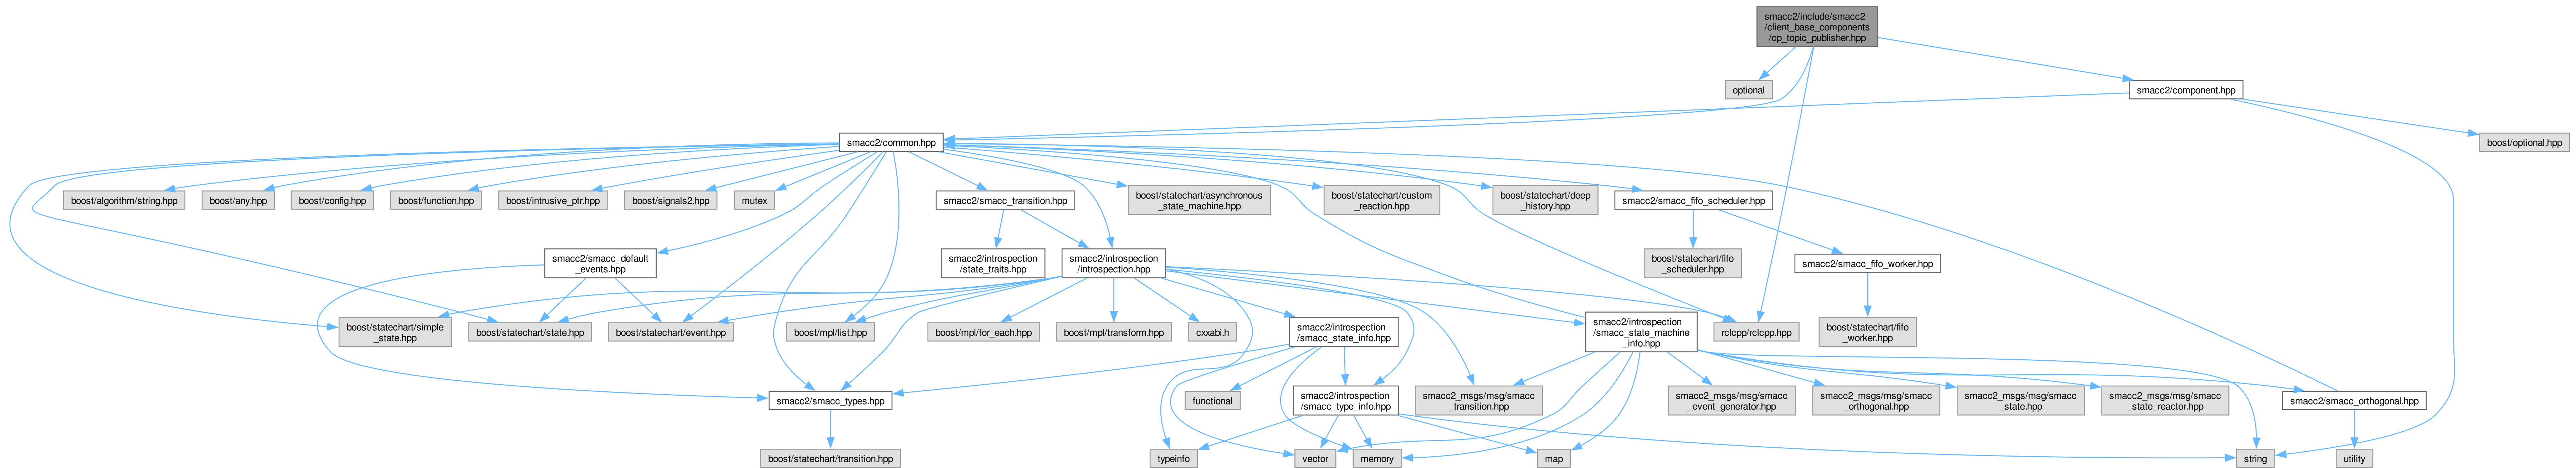 smacc2/include/smacc2
/client_base_components
/cp_topic_publisher.hpp
optional
smacc2/component.hpp
smacc2/common.hpp
boost/optional.hpp
boost/algorithm/string.hpp
boost/any.hpp
boost/config.hpp
boost/function.hpp
boost/intrusive_ptr.hpp
boost/signals2.hpp
mutex
smacc2/smacc_transition.hpp
boost/statechart/asynchronous
_state_machine.hpp
boost/statechart/custom
_reaction.hpp
boost/statechart/deep
_history.hpp
smacc2/smacc_fifo_scheduler.hpp
smacc2/smacc_default
_events.hpp
smacc2/introspection
/state_traits.hpp
smacc2/introspection
/introspection.hpp
boost/statechart/fifo
_scheduler.hpp
smacc2/smacc_fifo_worker.hpp
boost/statechart/simple
_state.hpp
boost/statechart/state.hpp
boost/statechart/event.hpp
boost/mpl/list.hpp
boost/mpl/for_each.hpp
boost/mpl/transform.hpp
cxxabi.h
smacc2/introspection
/smacc_state_info.hpp
smacc2/introspection
/smacc_state_machine
_info.hpp
rclcpp/rclcpp.hpp
boost/statechart/fifo
_worker.hpp
smacc2/smacc_types.hpp
functional
smacc2/introspection
/smacc_type_info.hpp
smacc2_msgs/msg/smacc
_transition.hpp
smacc2_msgs/msg/smacc
_event_generator.hpp
smacc2_msgs/msg/smacc
_orthogonal.hpp
smacc2_msgs/msg/smacc
_state.hpp
smacc2_msgs/msg/smacc
_state_reactor.hpp
smacc2/smacc_orthogonal.hpp
boost/statechart/transition.hpp
typeinfo
vector
memory
map
string
utility